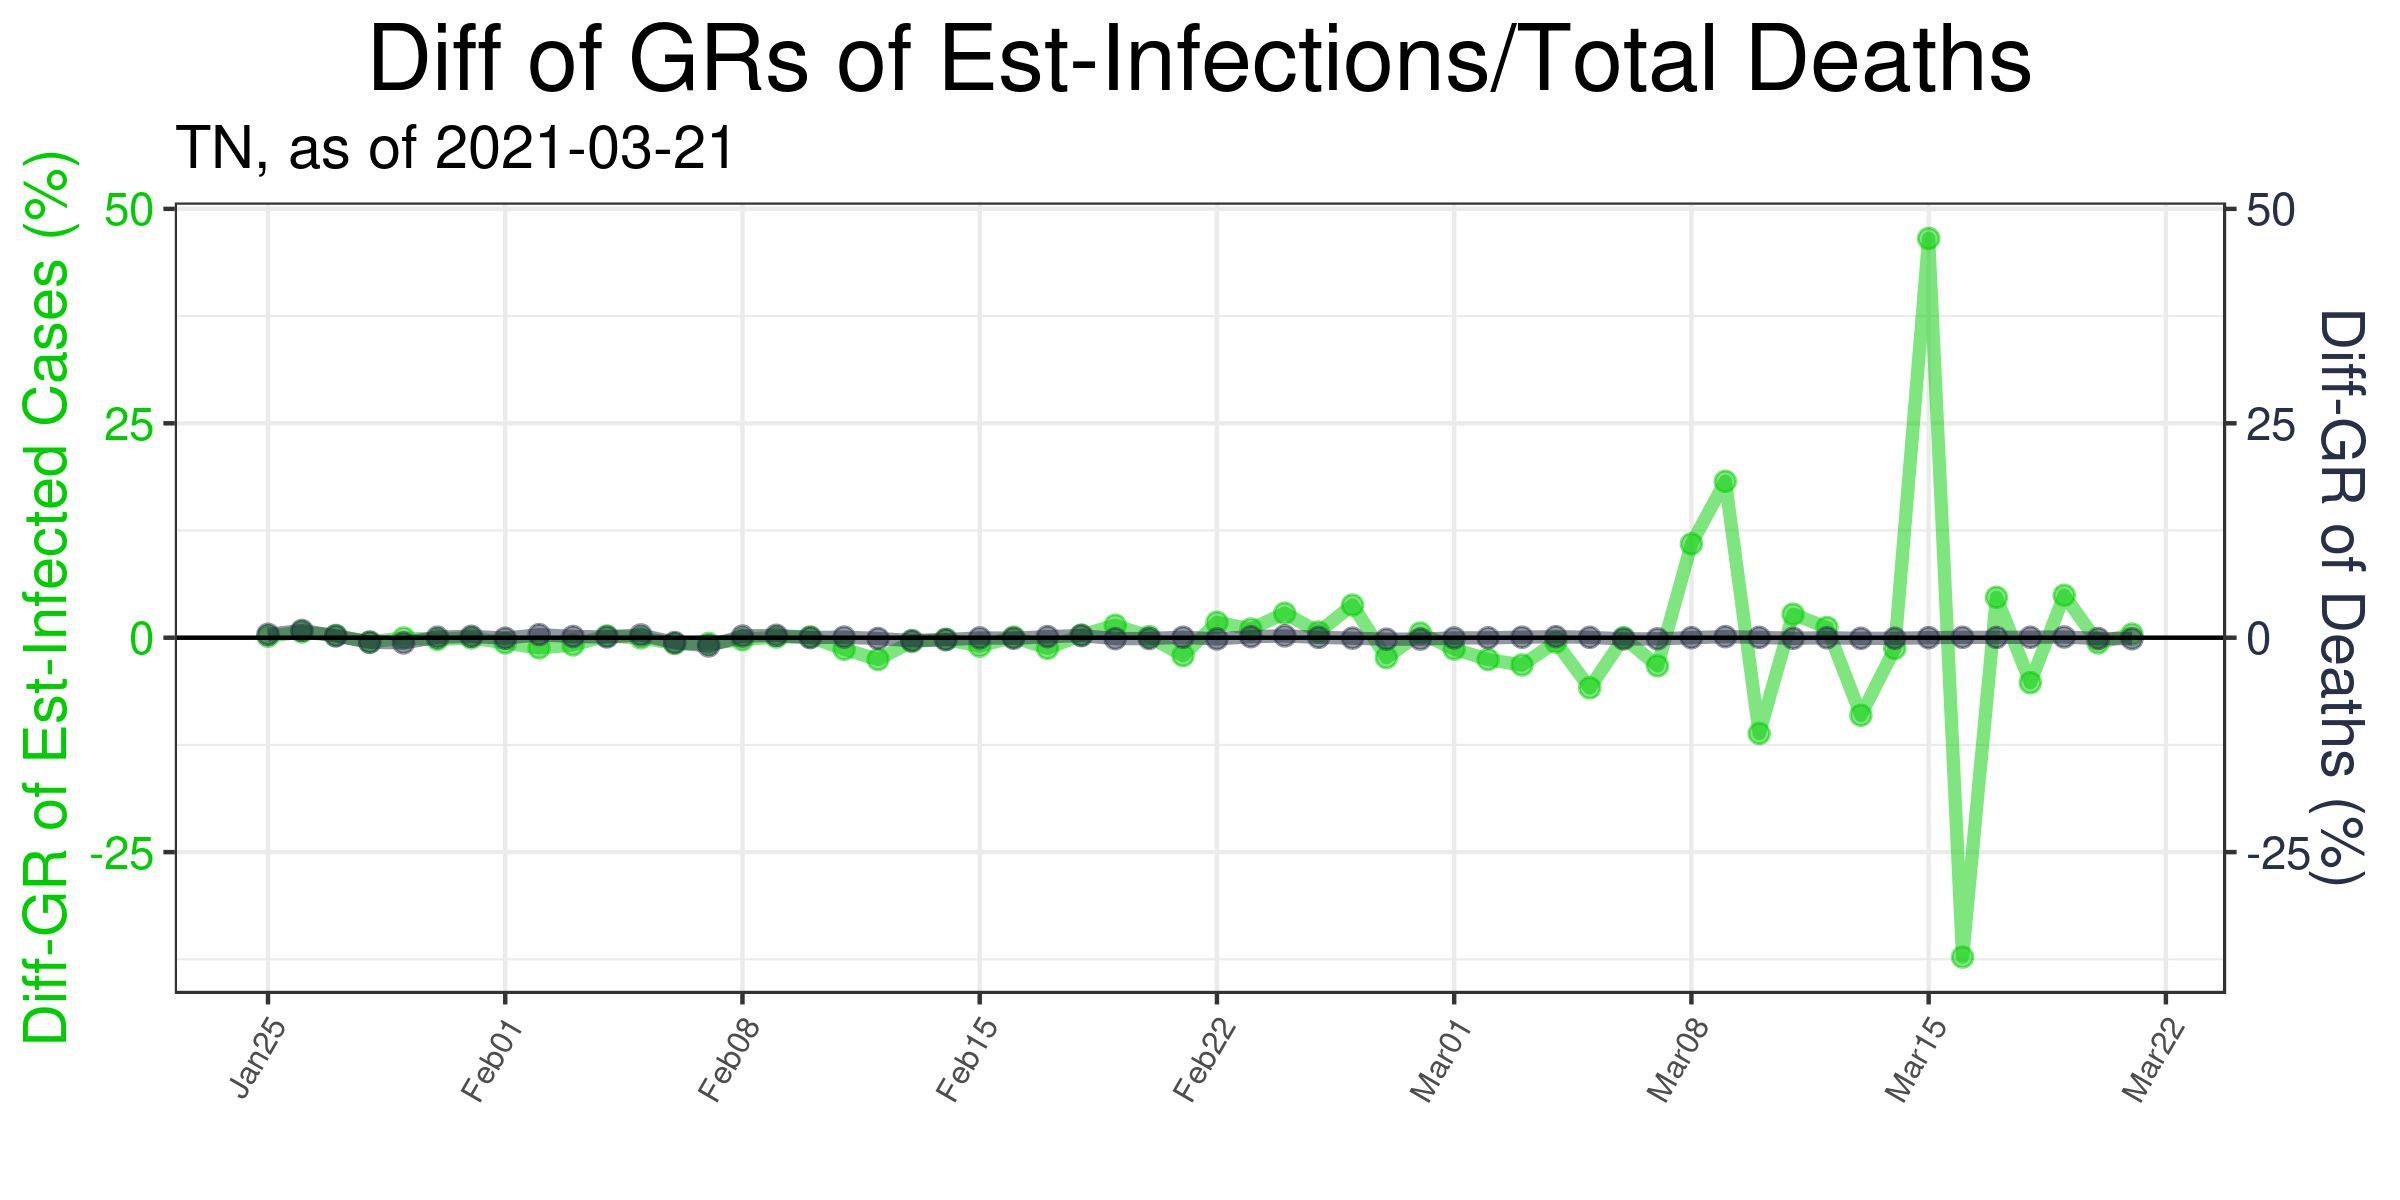 Diff of GRs of Est-Infections/Total Deaths
TN, as of 2021-03-21
Diff-GR of Est-Infected Cases (%)
50
25
0
-25
50
25
0
-25
Diff-GR of Deaths (%)
Jan25
Feb01
Feb08
Feb15
Feb22
Mar01
Mar08
Mar15
Mar22